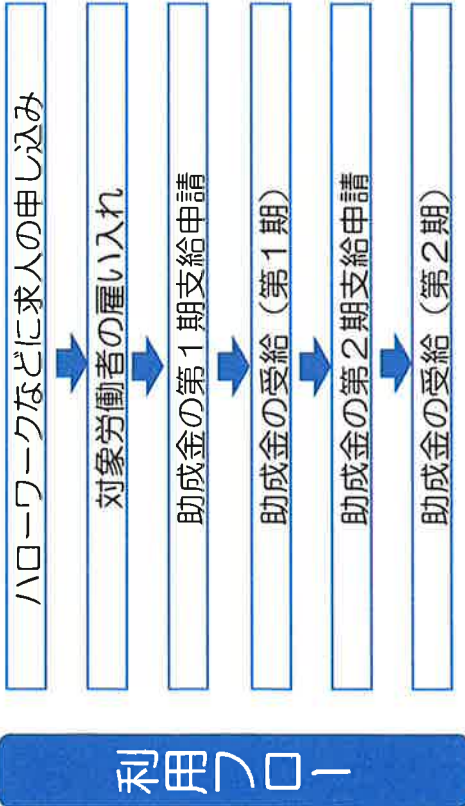 利用フロー
ハローワークなどに求人の申し込み
対象労働者の雇い入れ
助成金の第1期支給申請
助成金の受給（第1期）
助成金の第2期支給申請
助成金の受給（第2期）